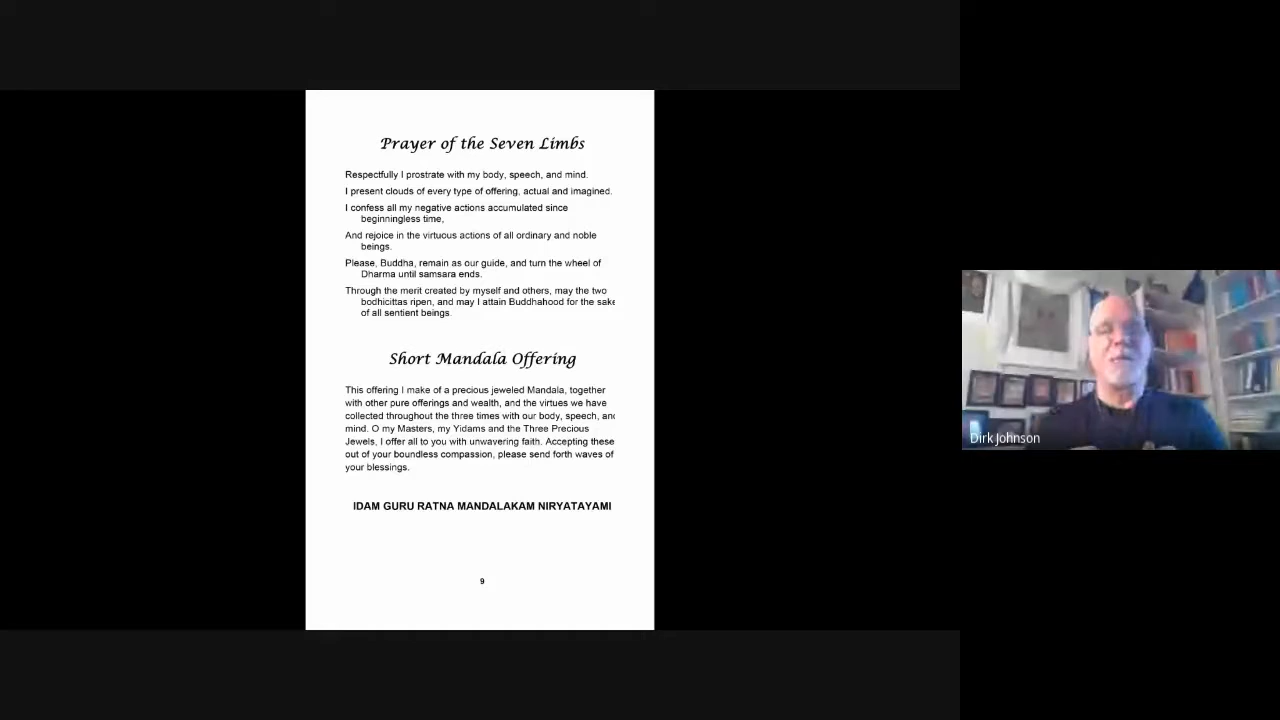 Prayer of the Seven Limbs
Respectfully I prostrate with my body, speech, and mind.
I present clouds of every type of offering, actual and imagined.
I confess all my negative actions accumulated since
beginningless time,
And rejoice in the virtuous actions of all ordinary and noble
beings.
Please, Buddha, remain as our guide, and turn the wheel of
Dharma until samsara ends.
Through the merit created by myself and others, may the two
bodhicittas ripen, and may I attain Buddhahood for the sake
of all sentient beings.
Short Mandala Offering
This offering I make of a precious jeweled Mandala, together
with other pure offerings and wealth, and the virtues we have
collected throughout the three times with our body, speech, and
mind. O my Masters, my Yidams and the Three Precious
Jewels, I offer all to you with unwavering faith. Accepting these
out of your boundless compassion, please send forth waves of
your blessings.
IDAM GURU RATNA MANDALAKAM NIRYATAYAMI
9
Dirk Johnson